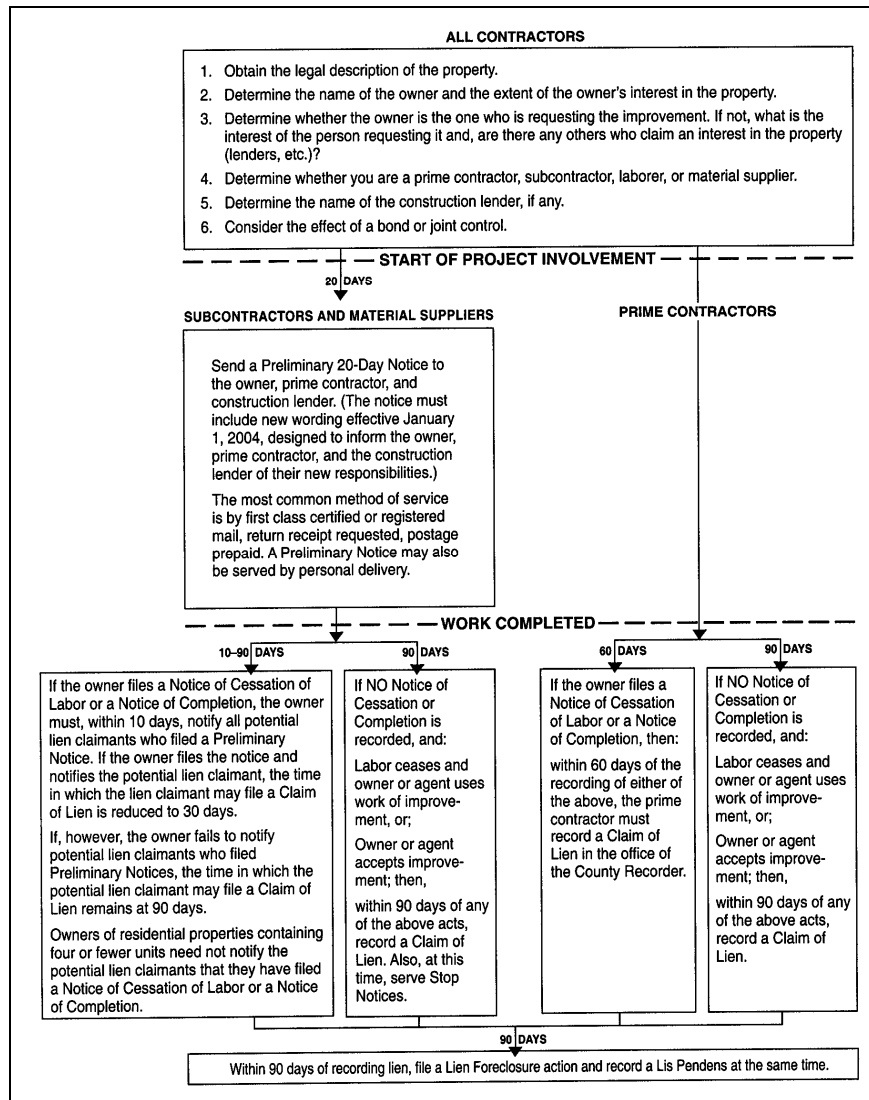 ALL CONTRACTORS
1. Obtain the legal description of the property.
2. Determine the name of the owner and the extent of the owner's interest in the property.
3. Determine whether the owner is the one who is requesting the improvement. If not, what is the
interest of the person requesting it and, are there any others who claim an interest in the property
(lenders, etc.)?
4. Determine whether you are a prime contractor, subcontractor, laborer, or material supplier.
5. Determine the name of the construction lender, if any.
6. Consider the effect of a bond or joint control.
START OF PROJECT INVOLVEMENT
20 DAYS
SUBCONTRACTORS AND MATERIAL SUPPLIERS
Send a Preliminary 20-Day Notice to
the owner, prime contractor, and
construction lender. (The notice must
include new wording effective January
1, 2004, designed to inform the owner,
prime contractor, and the construction
lender of their new responsibilities.)
The most common method of service
is by first class certified or registered
mail, return receipt requested, postage
prepaid. A Preliminary Notice may also
be served by personal delivery.
PRIME CONTRACTORS
WORK COMPLETED
10–90 DAYS
If the owner files a Notice of Cessation of
Labor or a Notice of Completion, the owner
must, within 10 days, notify all potential
lien claimants who filed a Preliminary
Notice. If the owner files the notice and
notifies the potential lien claimant, the time
in which the lien claimant may file a Claim
of Lien is reduced to 30 days.
If, however, the owner fails to notify
potential lien claimants who filed
Preliminary Notices, the time in which the
potential lien claimant may file a Claim of
Lien remains at 90 days.
Owners of residential properties containing
four or fewer units need not notify the
potential lien claimants that they have filed
a Notice of Cessation of Labor or a Notice
of Completion.
90 DAYS
If NO Notice of
Cessation or
Completion is
recorded, and:
Labor ceases and
owner or agent uses
work of improve-
ment, or;
Owner or agent
accepts improve-
ment; then,
within 90 days of any
of the above acts,
record a Claim of
Lien. Also, at this
time, serve Stop
Notices.
60 DAYS
If the owner files a
Notice of Cessation
of Labor or a Notice
of Completion, then:
within 60 days of the
recording of either of
the above, the prime
contractor must
record a Claim of
Lien in the office of
the County Recorder.
90 DAYS
If NO Notice of
Cessation or
Completion is
recorded, and:
Labor ceases and
owner or agent uses
work of improve-
ment, or;
Owner or agent
accepts improve-
ment; then,
within 90 days of any
of the above acts,
record a Claim of
Lien.
90 DAYS
Within 90 days of recording lien, file a Lien Foreclosure action and record a Lis Pendens at the same time.